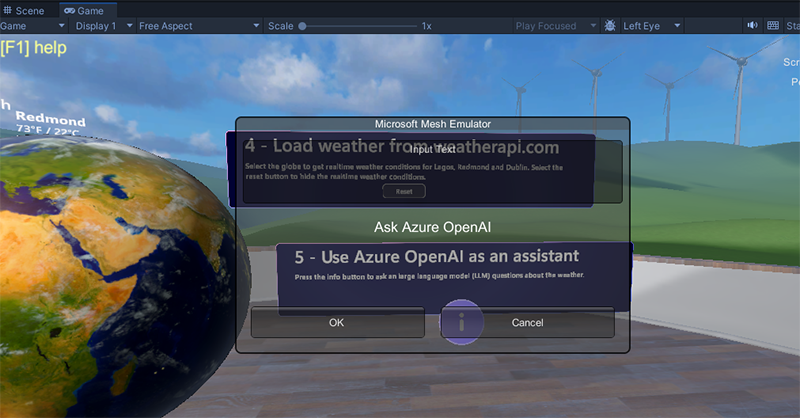 Scene Game
Game Display 1 Free Aspect Scale 1x Play Focused Left Eye Sta
[F1] help
Scr
h
Pe
Redmond
73°F / 22°C
Microsoft Mesh Emulator
4 - Load weather from weatherapi.com
Input Text
Select the globe to get realtime weather conditions for Lagos, Redmond and Dublin. Select the
reset button to hide the realtime weather conditions.
Reset
Ask Azure OpenAI
5 - Use Azure OpenAI as an assistant
Press the info button to ask an large language model (LLM) questions about the weather.
OK i Cancel